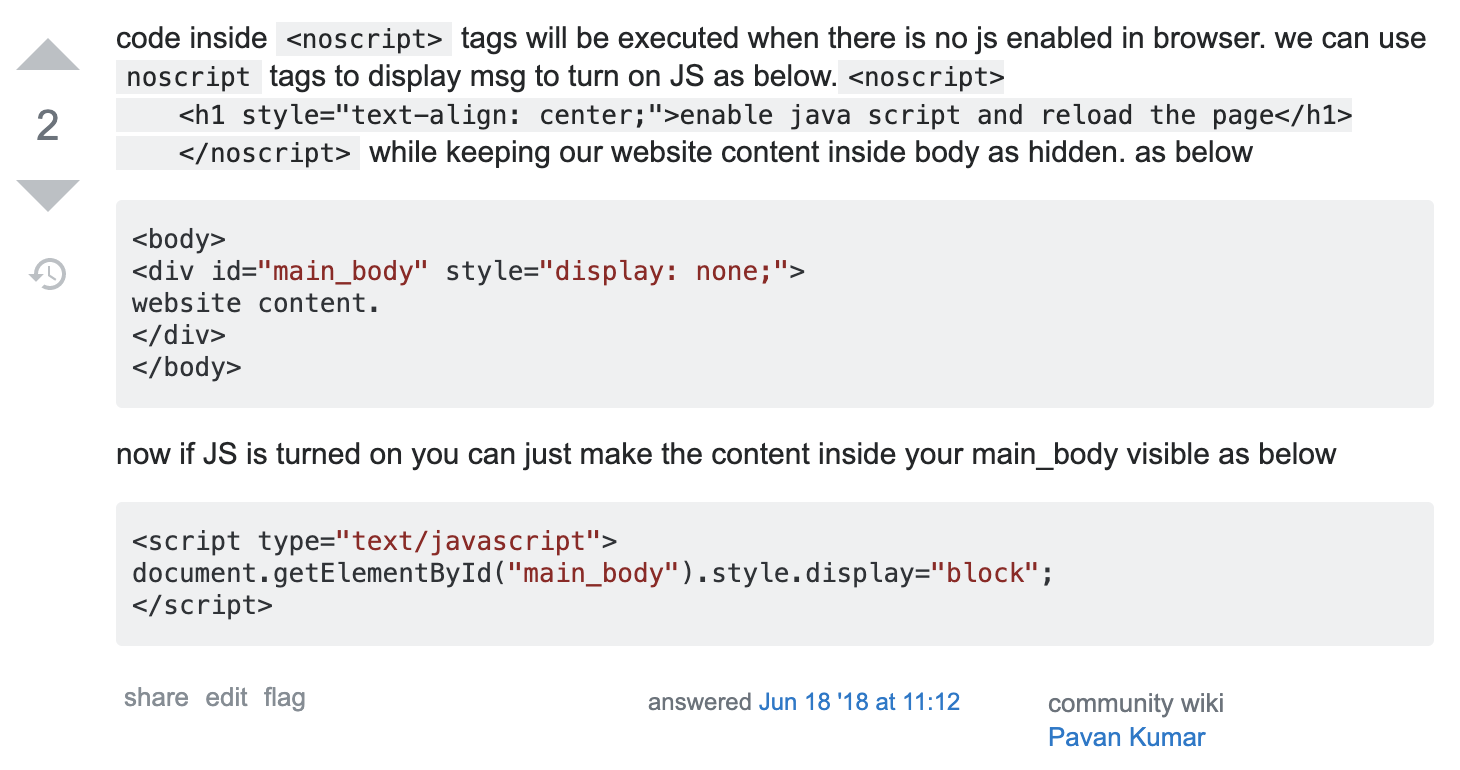 code inside <noscript> tags will be executed when there is no js enabled in browser. we can use
noscript tags to display msg to turn on JS as below. <noscript>
    <h1 style="text-align: center;">enable java script and reload the page</h1>
2
    </noscript> while keeping our website content inside body as hidden. as below
<body>
<div id="main_body" style="display: none;">
website content.
</div>
</body>
now if JS is turned on you can just make the content inside your main_body visible as below
<script type="text/javascript">
document.getElementById("main_body").style.display="block";
</script>
share edit flag
answered Jun 18 '18 at 11:12
community wiki
Pavan Kumar